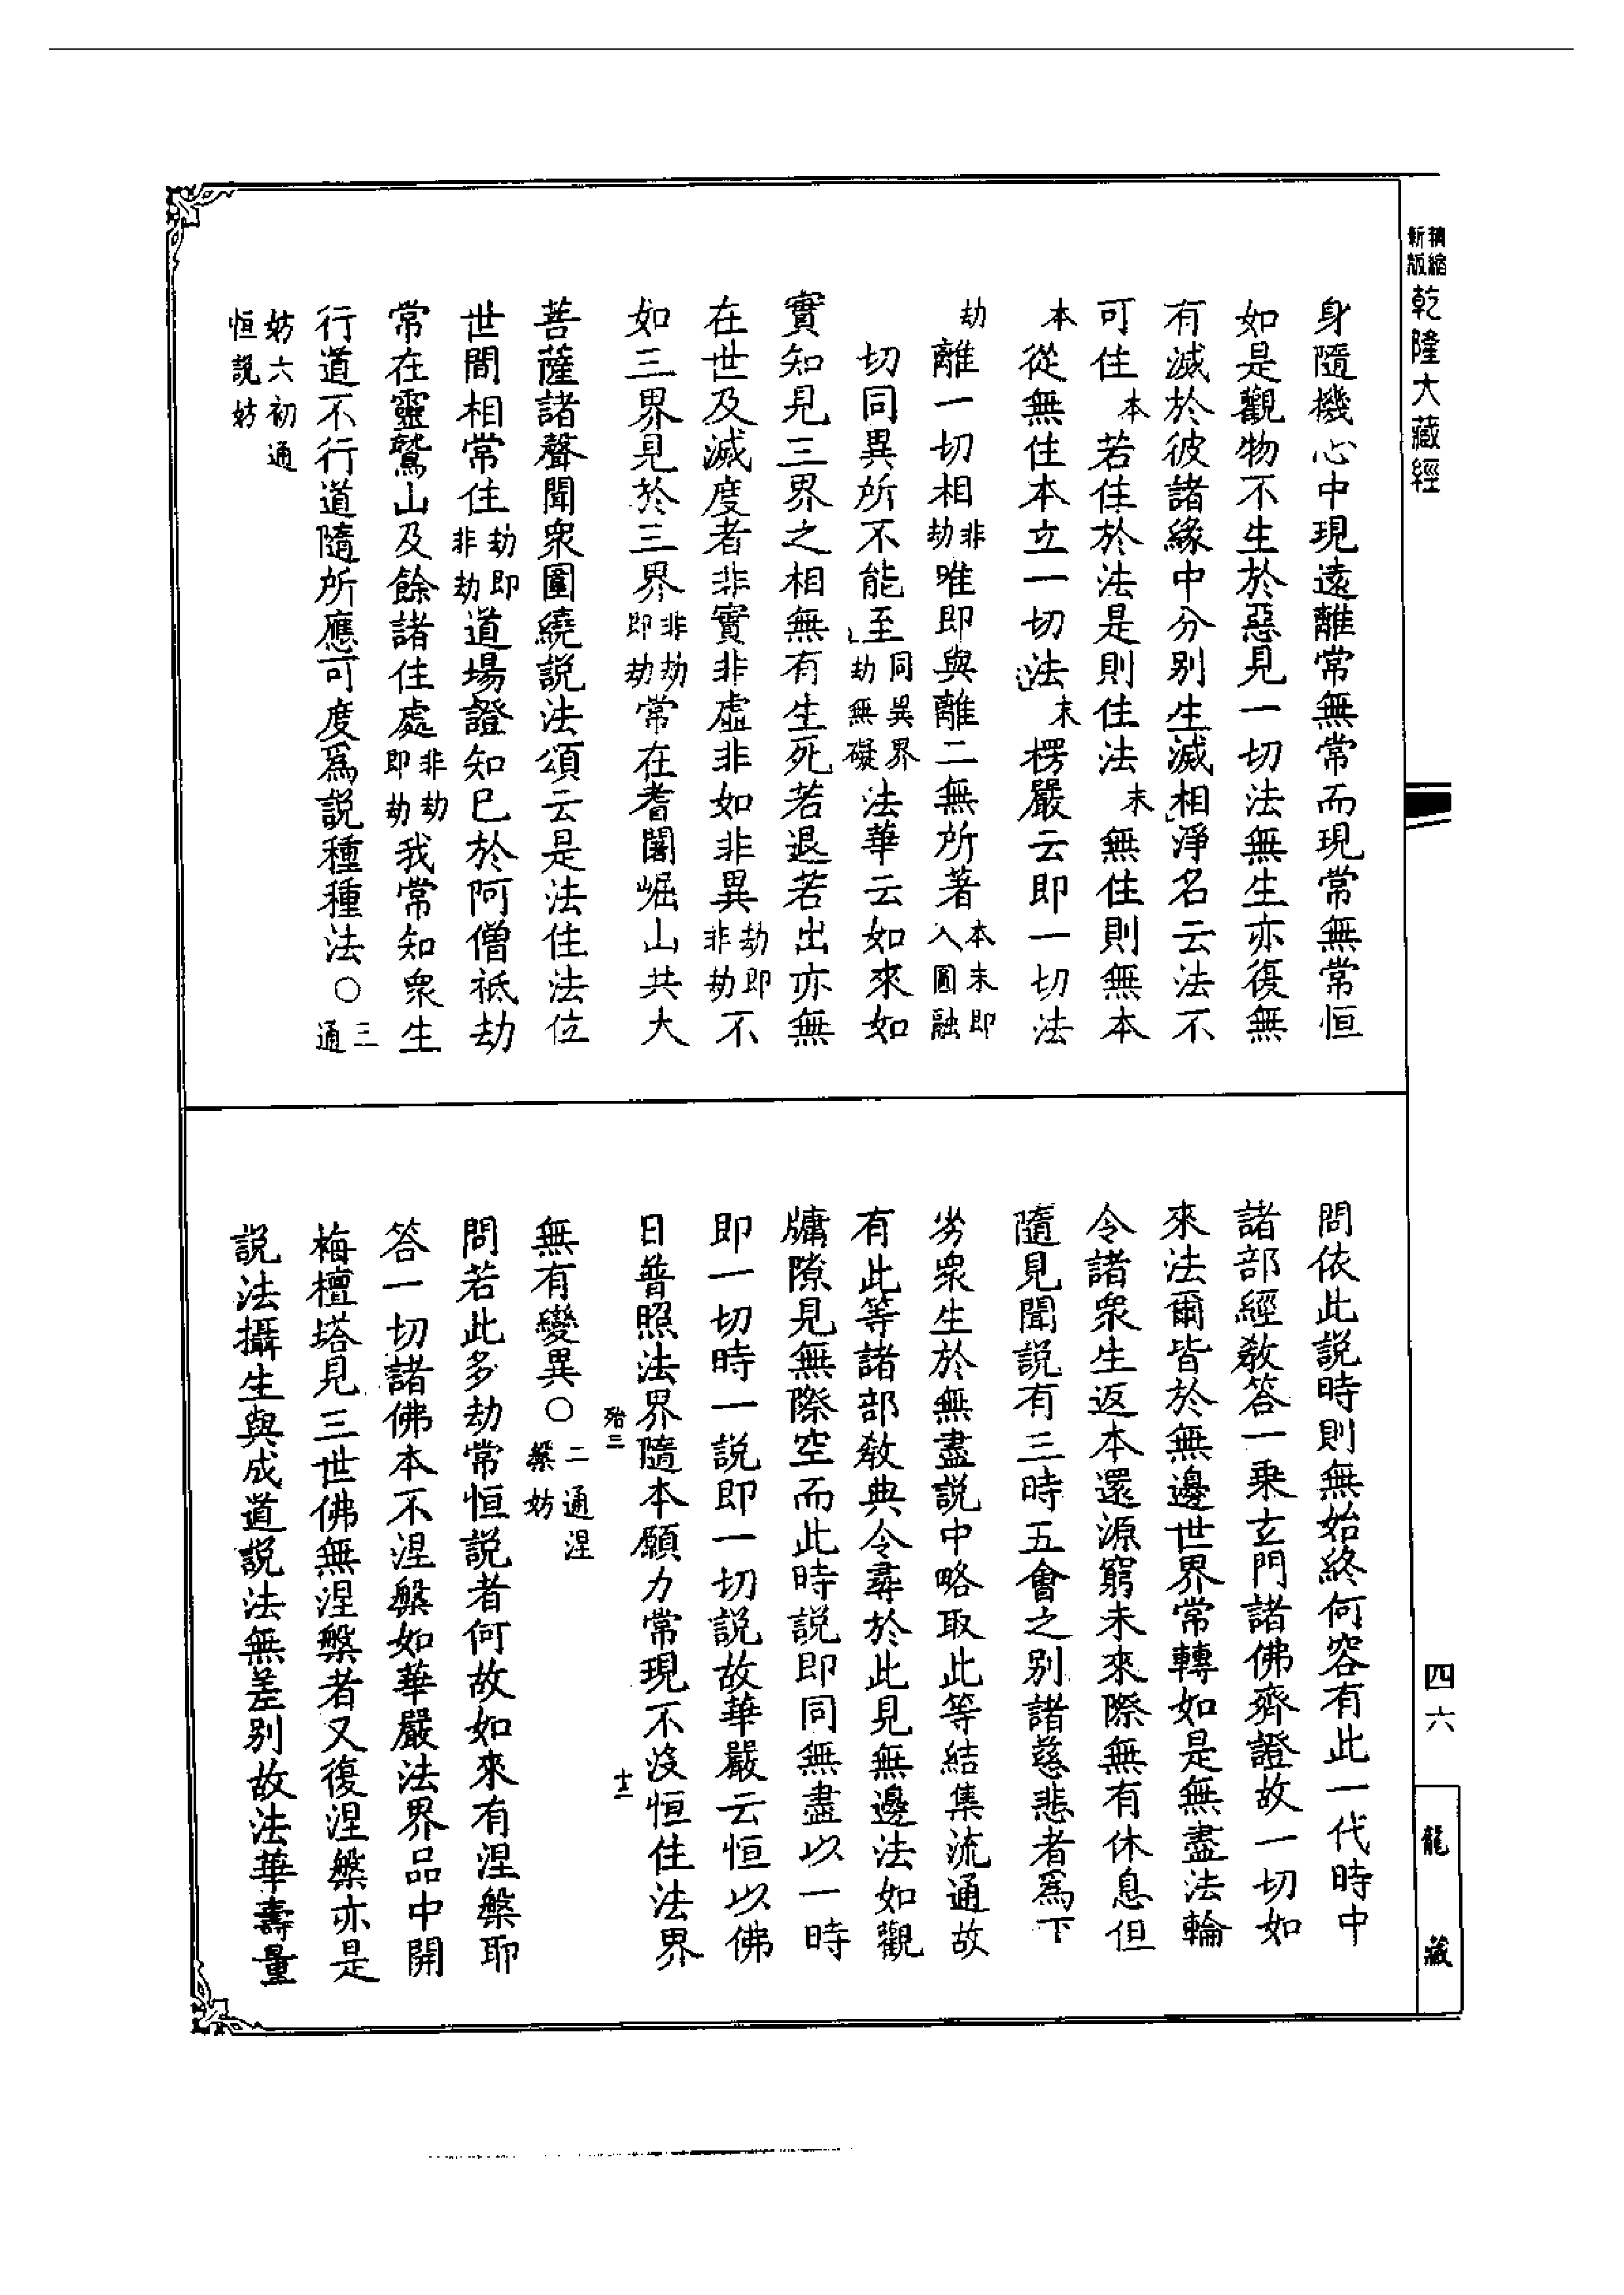 精縮新版乾隆大藏經
身隨機心中現遠離常無常而現常無常恒
如是觀物不生於惡見一切法無生亦復無
有滅於彼諸緣中分別生滅相淨名云法不
可住本若住於法是則住法末無住則無本
本從無住本立一切法末楞嚴云即一切法
劫離一切相非劫唯即與離二無所著本末即入圓融
切同異所不能至同異界劫無礙法華云如來如
實知見三界之相無有生死若退若出亦無
在世及滅度者非實非虛非如非異劫即非劫不
如三界見於三界非劫即劫常在耆闍崛山共大
菩薩諸聲聞眾圍繞說法頌云是法住法位
世間相常住劫即非劫道場證知已於阿僧祇劫
常在靈鷲山及餘諸住處非劫即劫我常知眾生
行道不行道隨所應可度為說種種法○三通
妨六初通恒說妨
問依此說時則無始終何容有此一代時中
諸部經教答一乘玄門諸佛齊證故一切如
來法爾皆於無邊世界常轉如是無盡法輪
令諸眾生返本還源窮未來際無有休息但
隨見聞說有三時五會之別諸慈悲者為下
劣眾生於無盡說中略取此等結集流通故
有此等諸部教典令尋於此見無邊法如觀
牗隙見無際空而此時說即同無盡以一時
即一切時一說即一切說故華嚴云恒以佛
日普照法界隨本願力常現不沒恒住法界
無有變異○二通涅槃妨
問若此多劫常恒說者何故如來有涅槃耶
答一切諸佛本不涅槃如華嚴法界品中開
栴檀塔見三世佛無涅槃者又復涅槃亦是
說法攝生與成道說法無差別故法華壽量
四六
龍藏